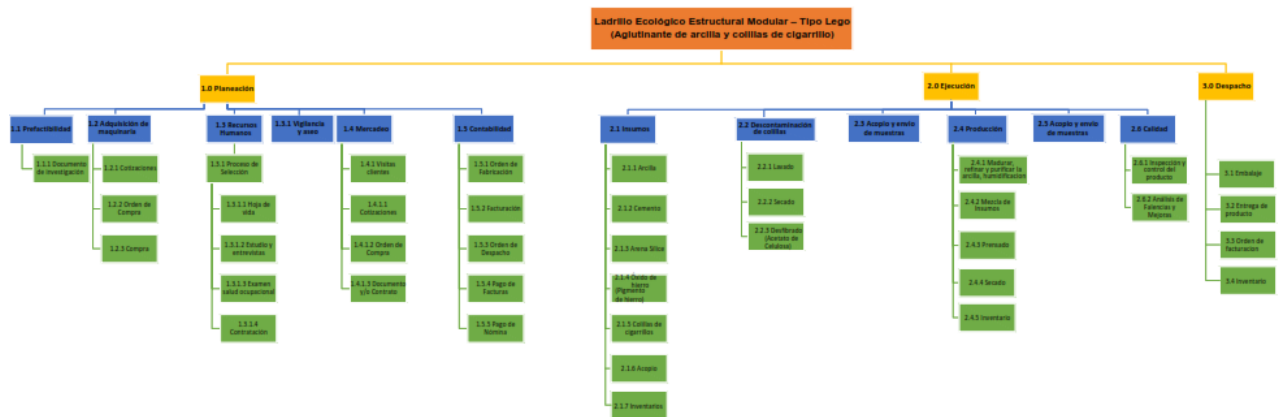 Ladrillo Ecológico Estructural Modular – Tipo Lego
(Aglutinante de arcilla y colillas de cigarrillo)
1.0 Planeación
2.0 Ejecución
3.0 Despacho
1.1 Prefactibilidad
1.2 Adquisición de
maquinaria
1.3 Recursos
Humanos
1.3.1 Vigilancia
y aseo
1.4 Mercadeo
1.5 Contabilidad
2.1 Insumos
2.2 Descontaminación
de colillas
2.3 Acopio y envío
de muestras
2.4 Producción
2.5 Acopio y envío
de muestras
2.6 Calidad
1.1.1 Documento
de investigación
1.2.1 Cotizaciones
1.2.2 Orden de
Compra
1.2.3 Compra
1.3.1 Proceso de
Selección
1.3.1.1 Hoja de
vida
1.3.1.2 Estudio y
entrevistas
1.3.1.3 Examen
salud ocupacional
1.3.1.4
Contratación
1.4.1 Visitas
clientes
1.4.1.1
Cotizaciones
1.4.1.2 Orden de
Compra
1.4.1.3 Documento
y/o Contrato
1.5.1 Orden de
Fabricación
1.5.2 Facturación
1.5.3 Orden de
Despacho
1.5.4 Pago de
Facturas
1.5.5 Pago de
Nómina
2.1.1 Arcilla
2.1.2 Cemento
2.1.3 Arena Sílice
2.1.4 Óxido de
hierro
(Pigmento
de hierro)
2.1.5 Colillas de
cigarrillos
2.1.6 Acopio
2.1.7 Inventarios
2.2.1 Lavado
2.2.2 Secado
2.2.3 Desfibrado
(Acetato de
Celulosa)
2.4.1 Madurar,
refinar y purificar la
arcilla, humidificacion
2.4.2 Mezcla de
Insumos
2.4.3 Prensado
2.4.4 Secado
2.4.5 Inventario
2.6.1 Inspección y
control del
producto
2.6.2 Análisis de
Falencias y
Mejoras
3.1 Embalaje
3.2 Entrega de
producto
3.3 Orden de
facturacion
3.4 Inventario